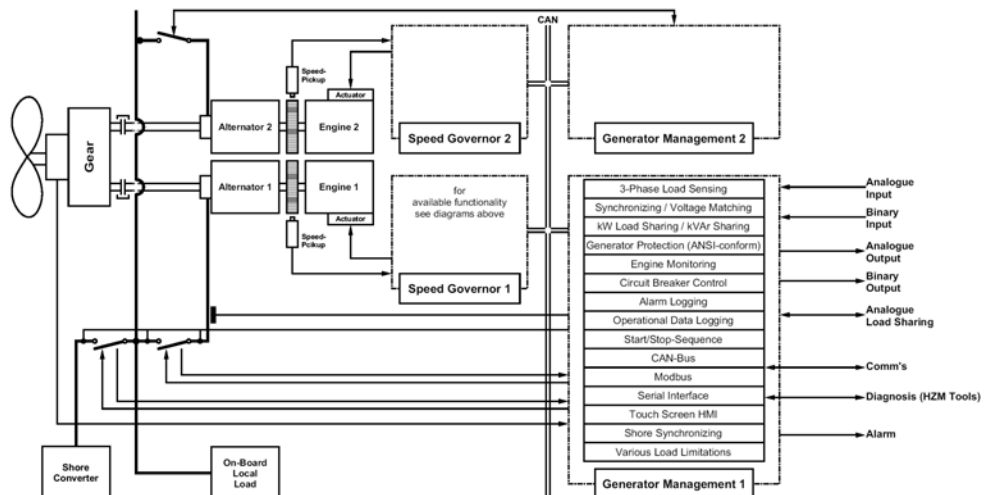 CAN
Speed-
Pickup
Actuator
Gear
Alternator 2
Engine 2
Speed Governor 2
Generator Management 2
Alternator 1
Engine 1
Actuator
Speed-
Pcikup
for
available functionality
see diagrams above
Speed Governor 1
3-Phase Load Sensing
Synchronizing / Voltage Matching
kW Load Sharing / kVAr Sharing
Generator Protection (ANSI-conform)
Engine Monitoring
Circuit Breaker Control
Alarm Logging
Operational Data Logging
Start/Stop-Sequence
CAN-Bus
Modbus
Serial Interface
Touch Screen HMI
Shore Synchronizing
Various Load Limitations
Generator Management 1
Analogue
Input
Binary
Input
Analogue
Output
Binary
Output
Analogue
Load Sharing
Comm's
Diagnosis (HZM Tools)
Alarm
Shore
Converter
On-Board
Local
Load